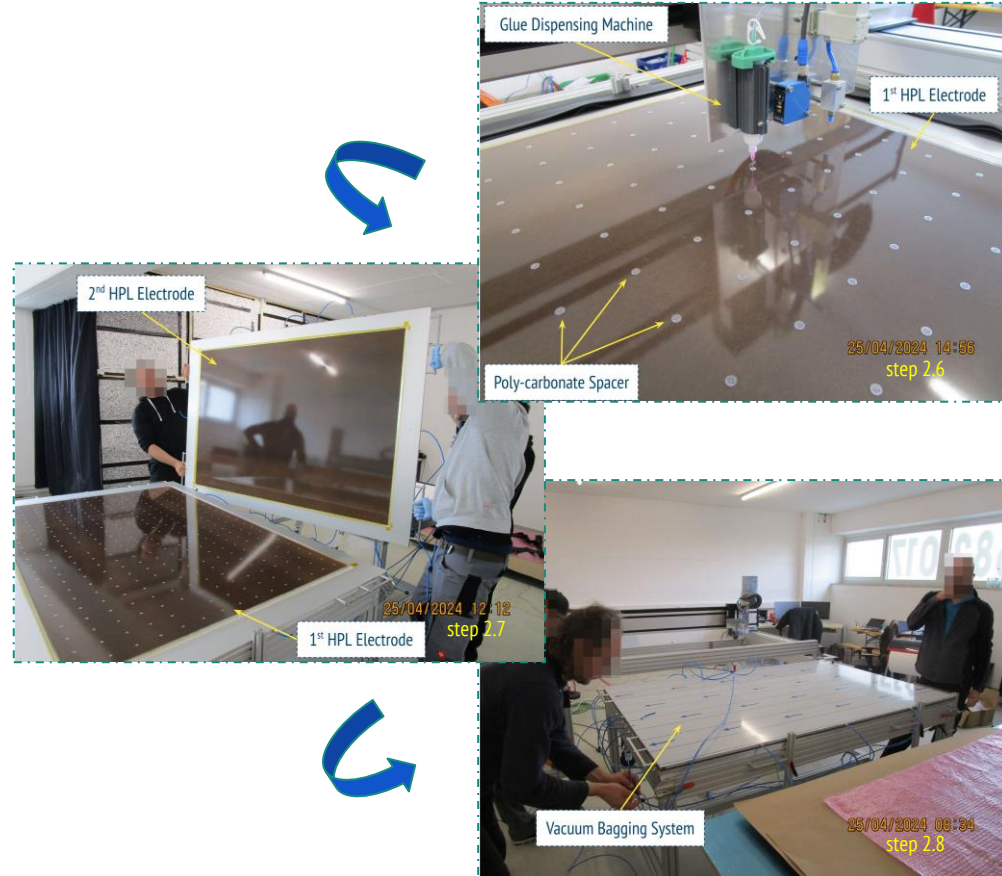 Glue Dispensing Machine
1st HPL Electrode
Poly-carbonate Spacer
25/04/2024 14:56
step 2.6
2nd HPL Electrode
1st HPL Electrode
25/04/2024 12:12
step 2.7
Vacuum Bagging System
25/04/2024 08:34
step 2.8